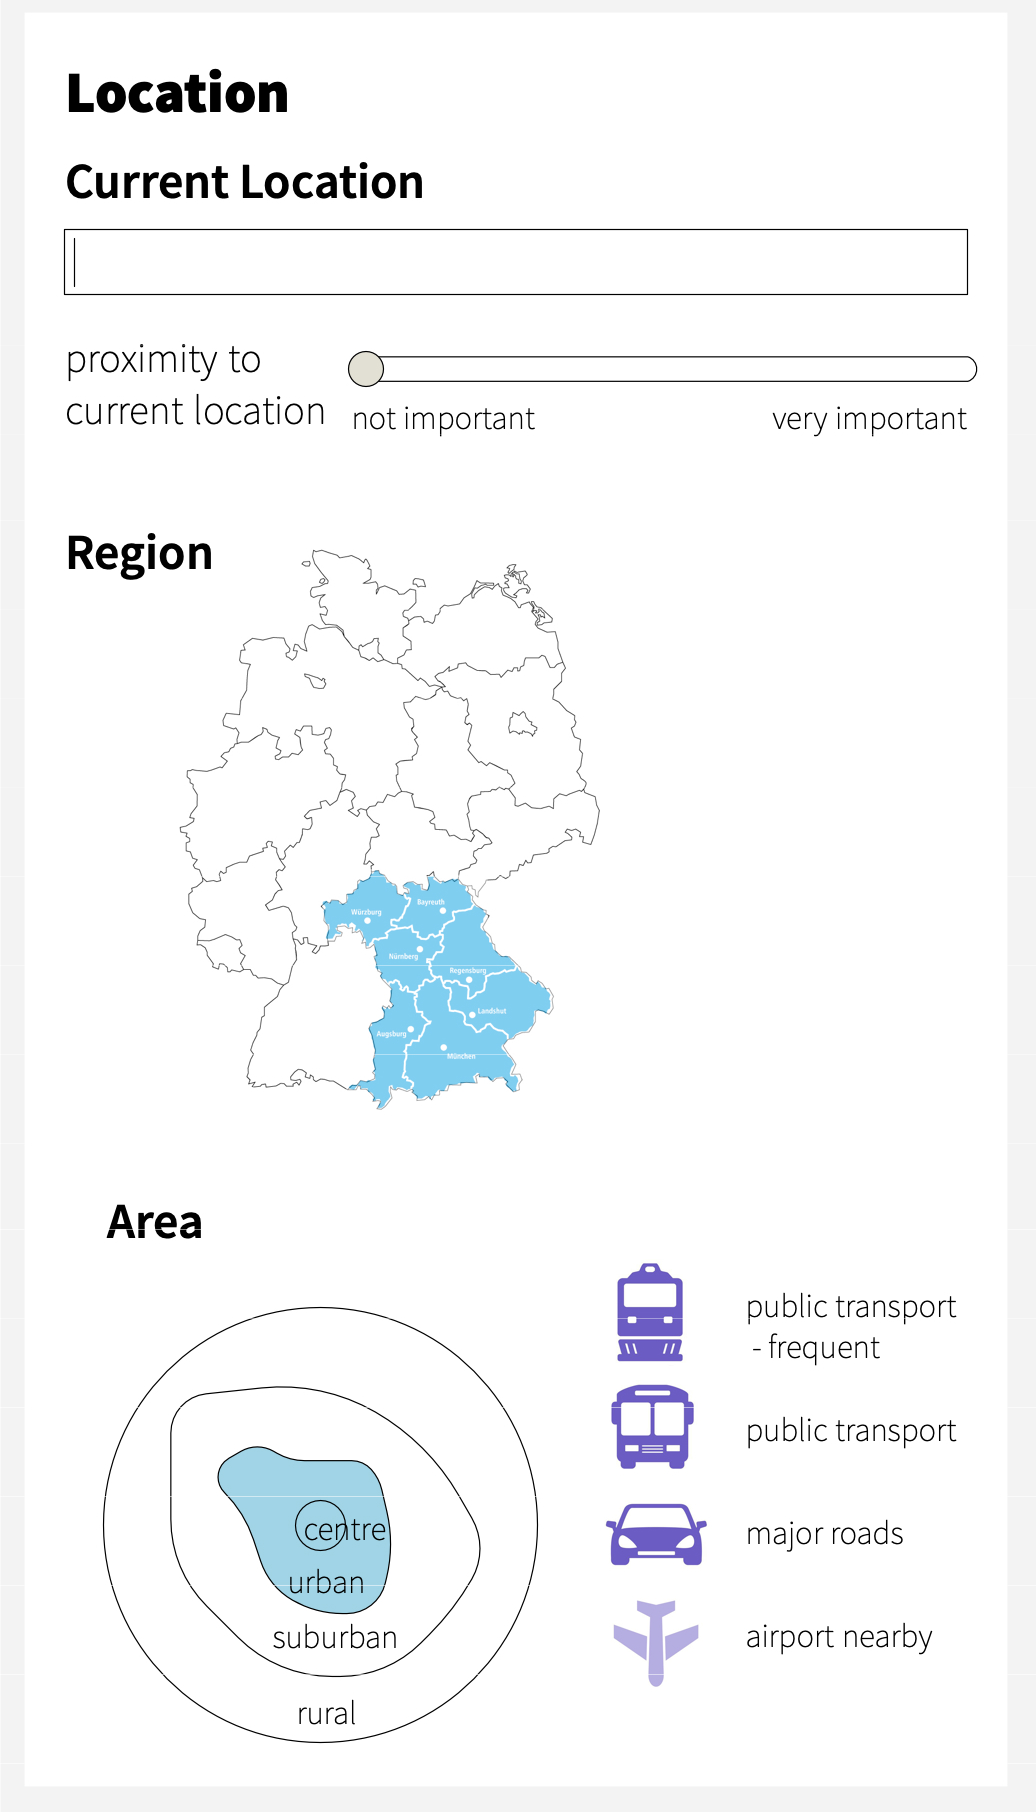 Location
Current Location
proximity to
current location
not important
very important
Region
Bayreuth
Würzburg
Nürnberg
Regensburg
Landshut
Augsburg
München
Area
public transport
- frequent
public transport
major roads
airport nearby
centre
urban
suburban
rural